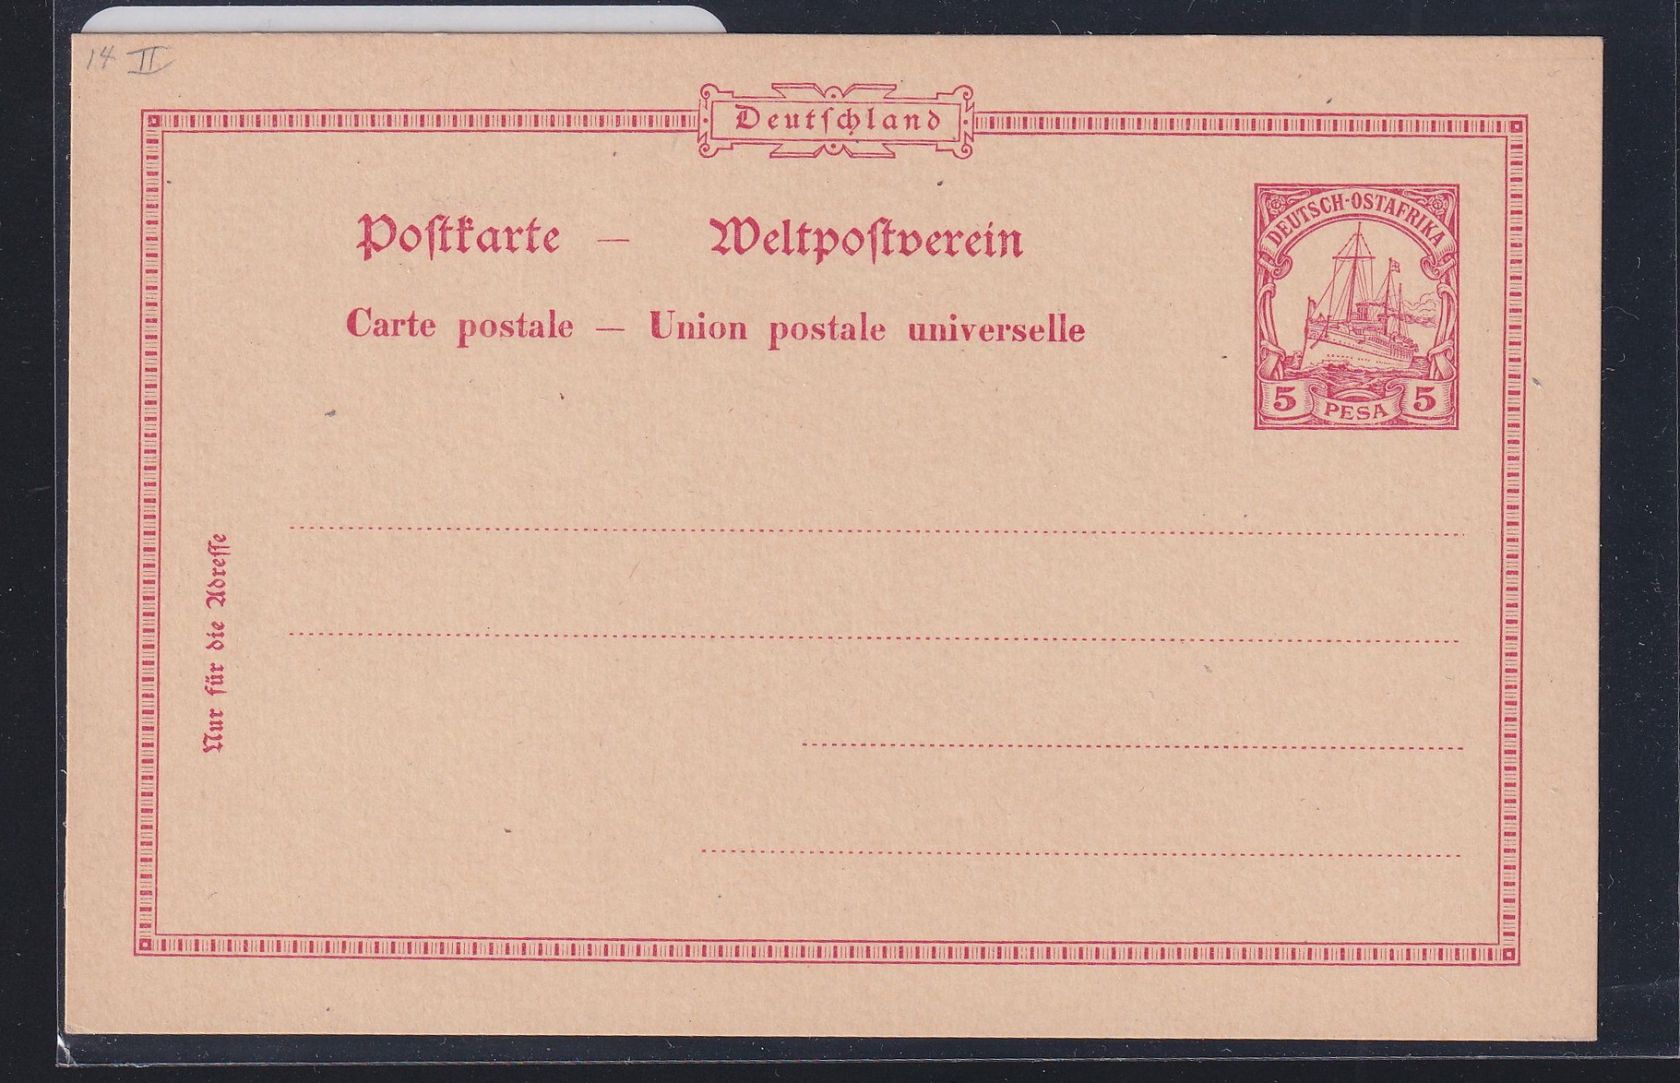 14 II
Deutſchland
Poſtkarte — Weltpoſtverein
Carte postale — Union postale universelle
DEUTSCH-OSTAFRIKA
5 PESA 5
Nur für die Adreſſe